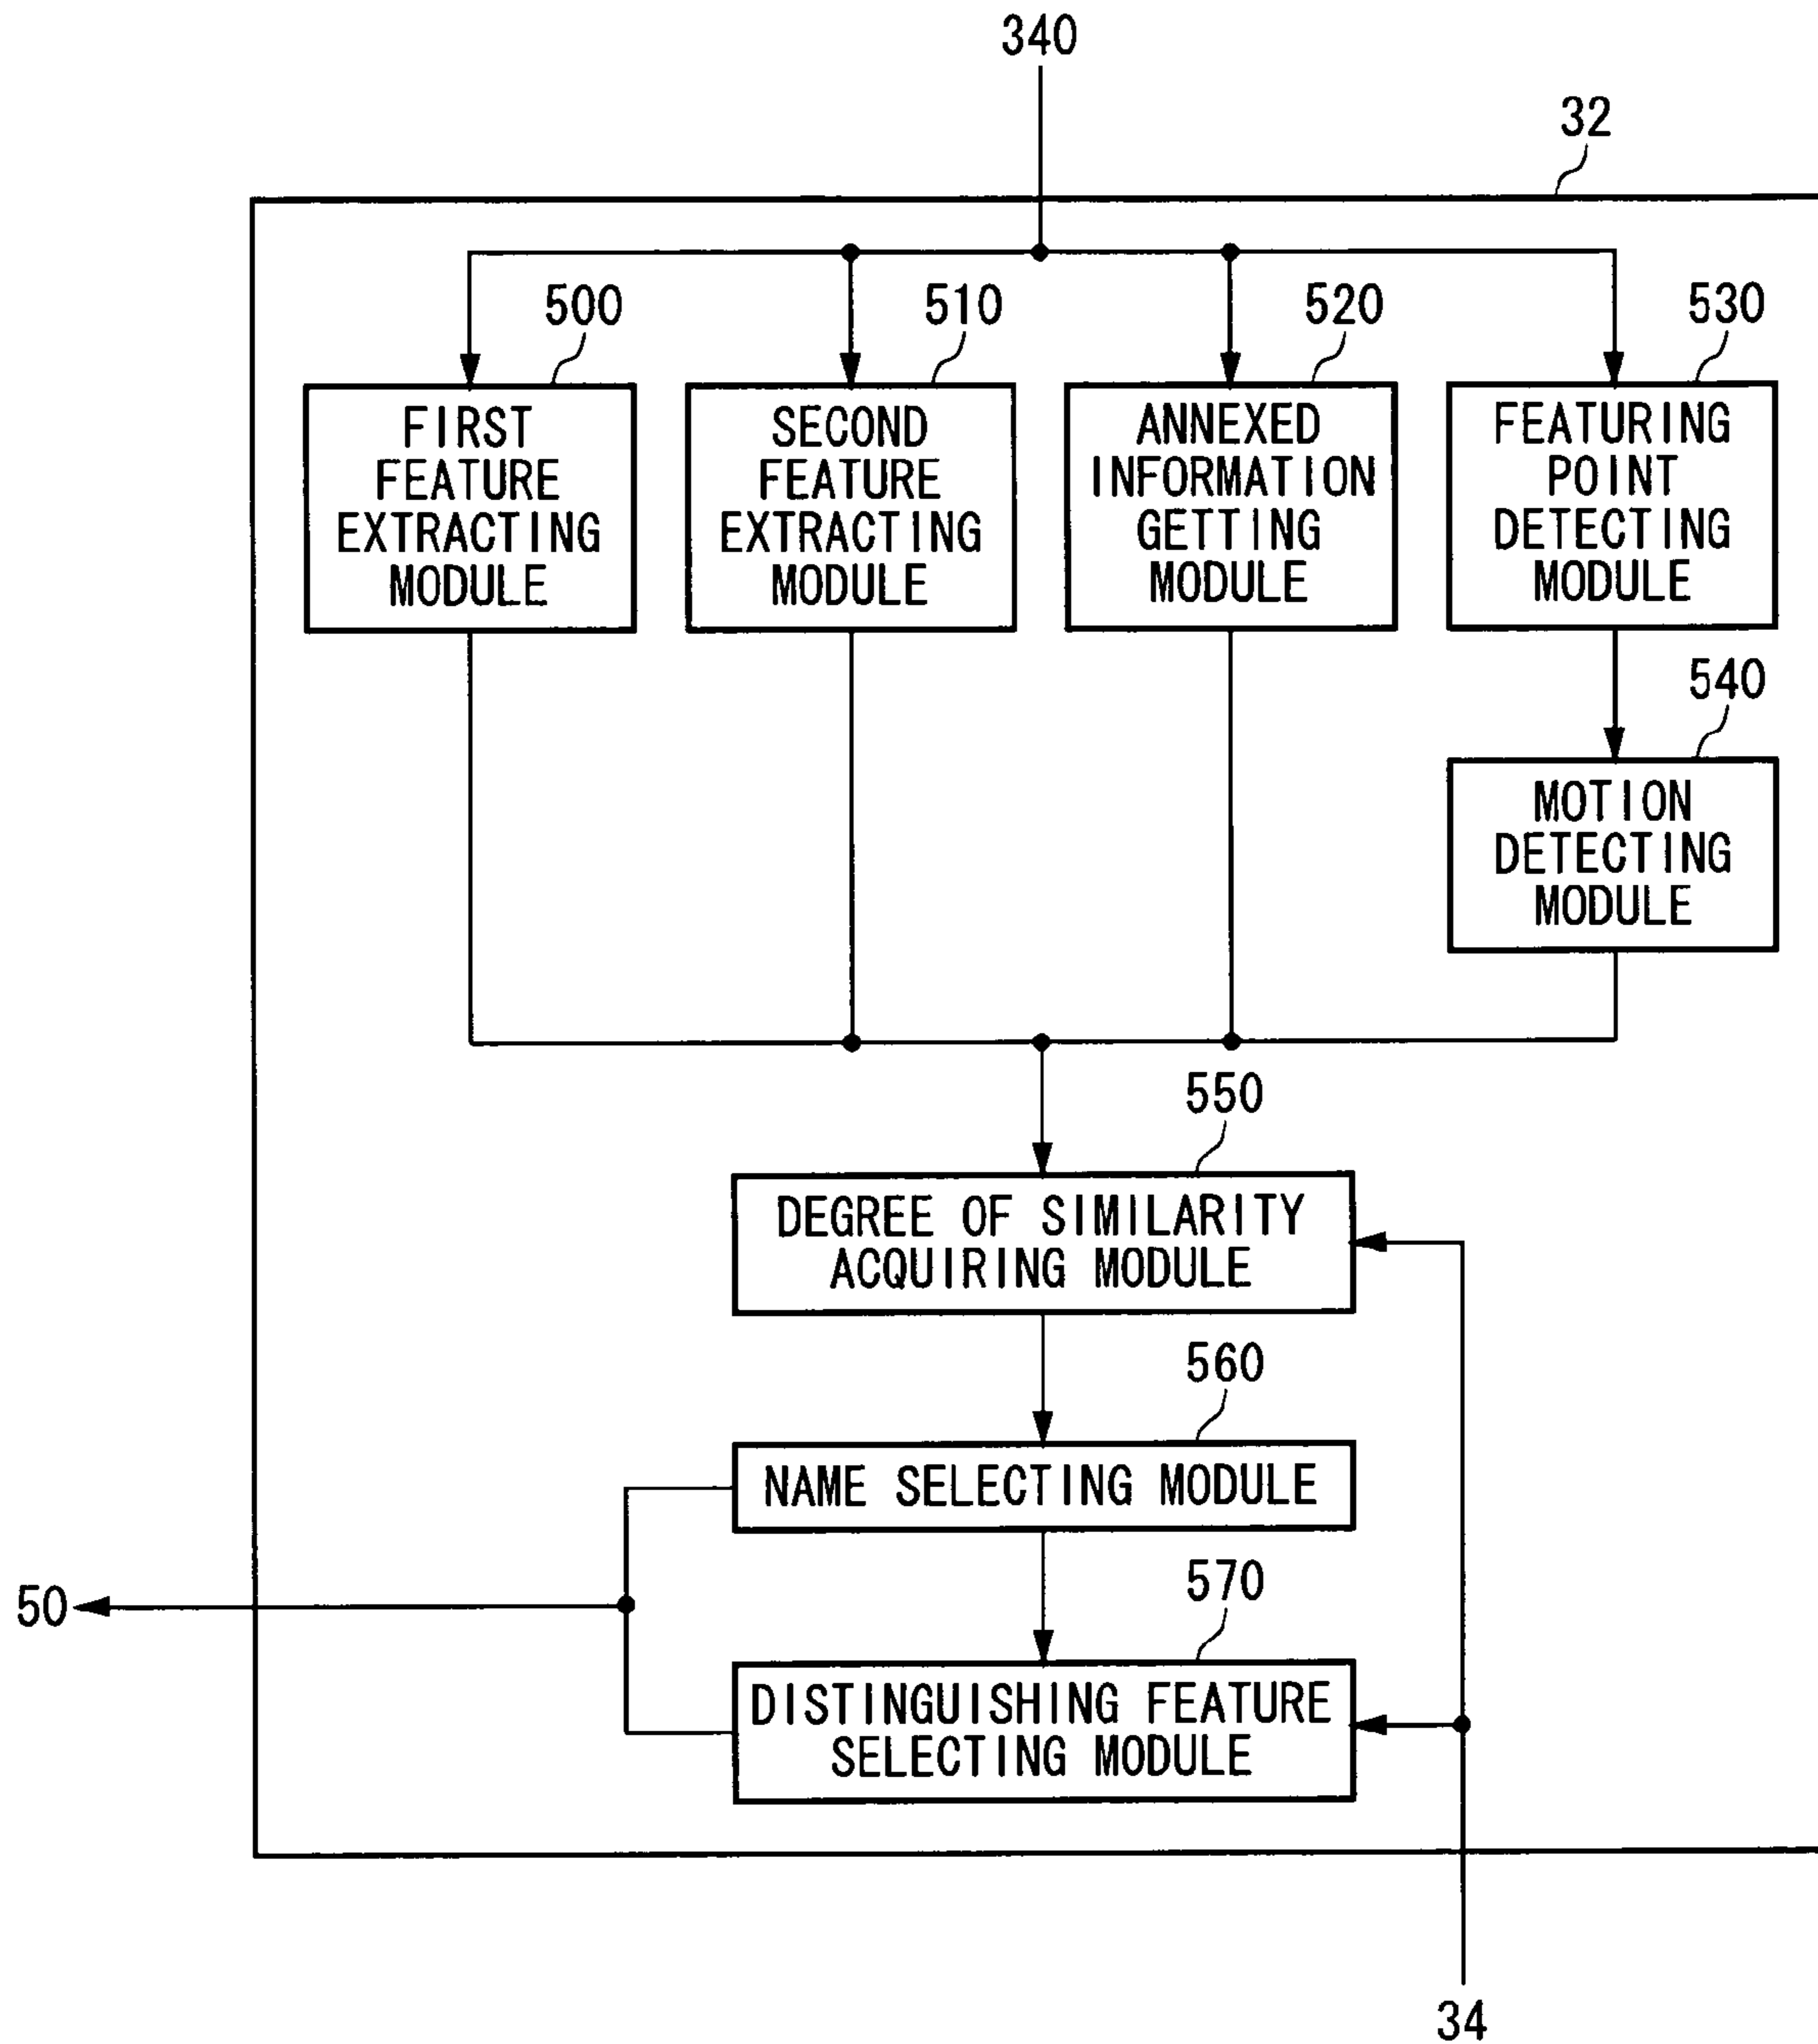 340
32
500
510
520
530
FIRST
FEATURE
EXTRACTING
MODULE
SECOND
FEATURE
EXTRACTING
MODULE
ANNEXED
INFORMATION
GETTING
MODULE
FEATURING
POINT
DETECTING
MODULE
540
MOTION
DETECTING
MODULE
550
DEGREE OF SIMILARITY
ACQUIRING MODULE
560
NAME SELECTING MODULE
570
50
DISTINGUISHING FEATURE
SELECTING MODULE
34